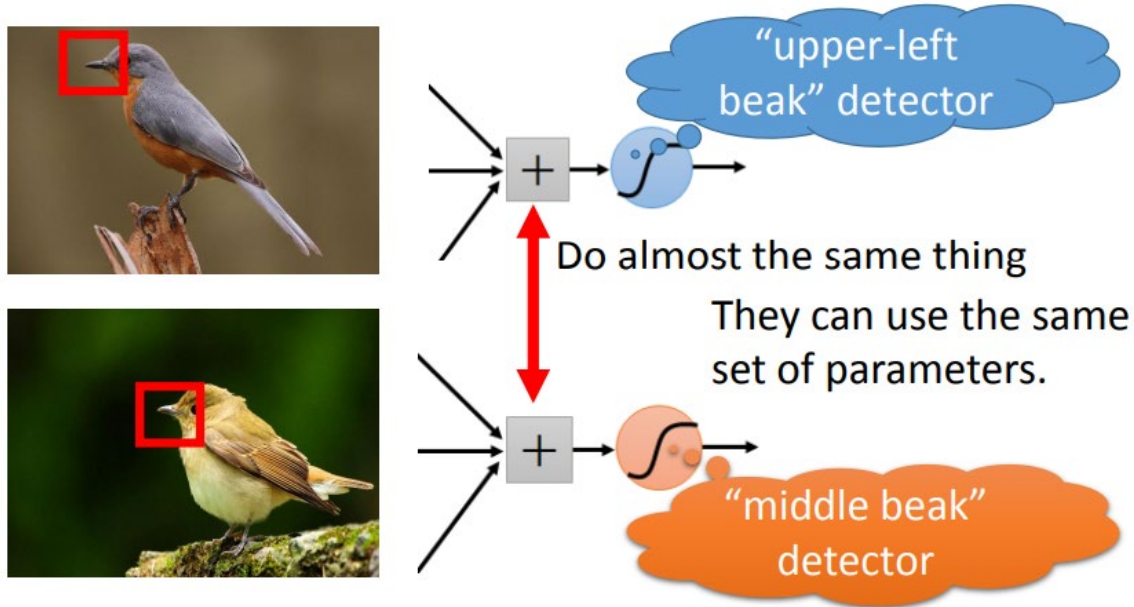 “upper-left
beak” detector
+
Do almost the same thing
They can use the same
set of parameters.
+
“middle beak”
detector